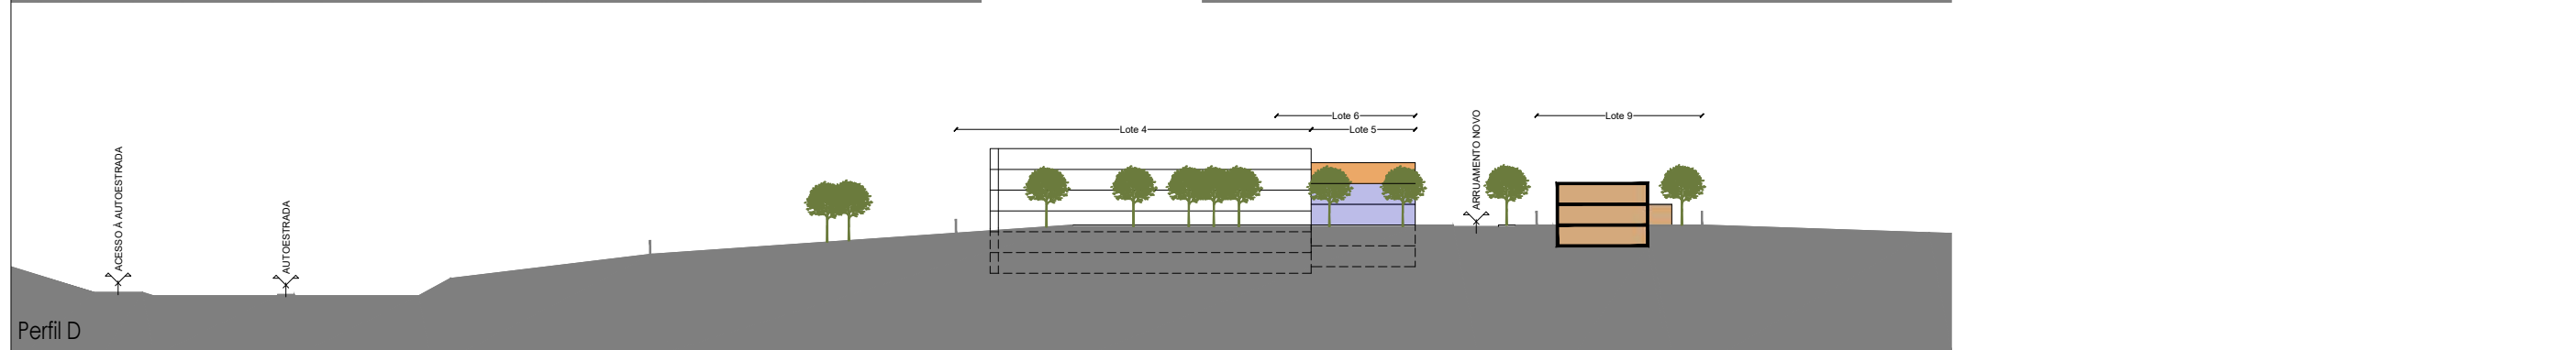 Lote 6
Lote 9
Lote 4
Lote 5
ARRUAMENTO NOVO
ACESSO À AUTOESTRADA
AUTOESTRADA
Perfil D